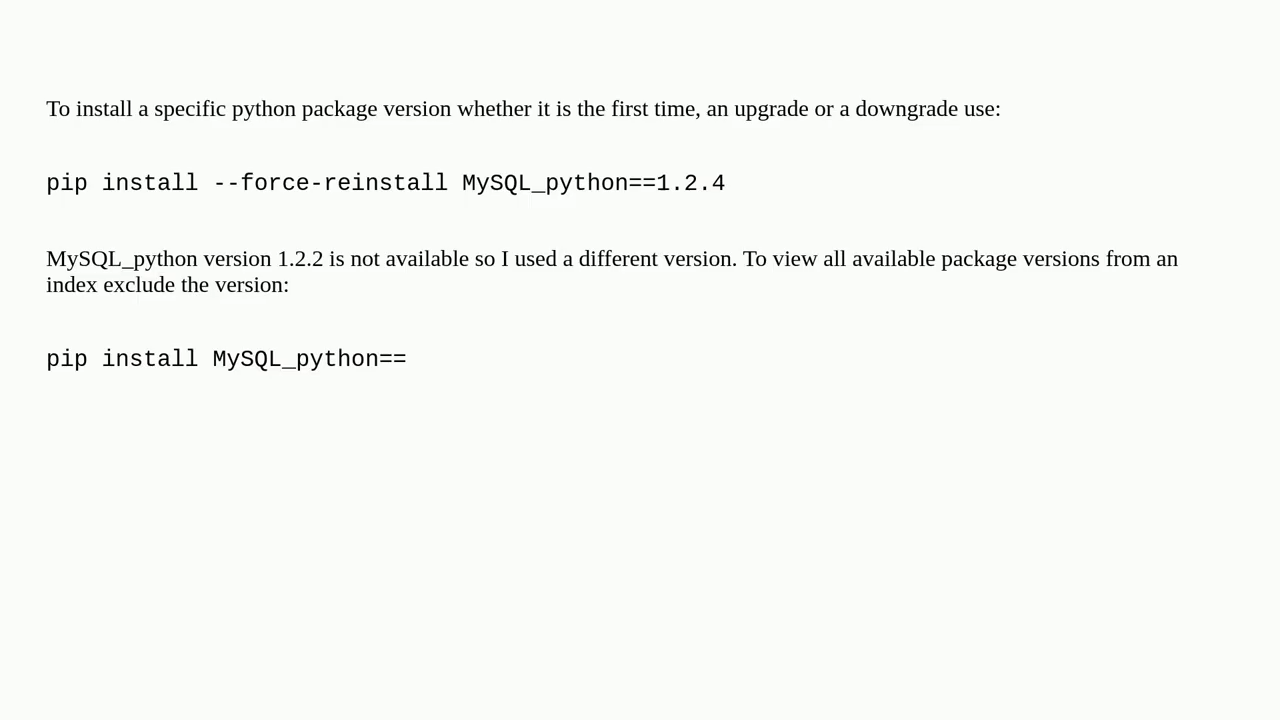 To install a specific python package version whether it is the first time, an upgrade or a downgrade use:
pip install --force-reinstall MySQL_python==1.2.4
MySQL_python version 1.2.2 is not available so I used a different version. To view all available package versions from an
index exclude the version:
pip install MySQL_python==